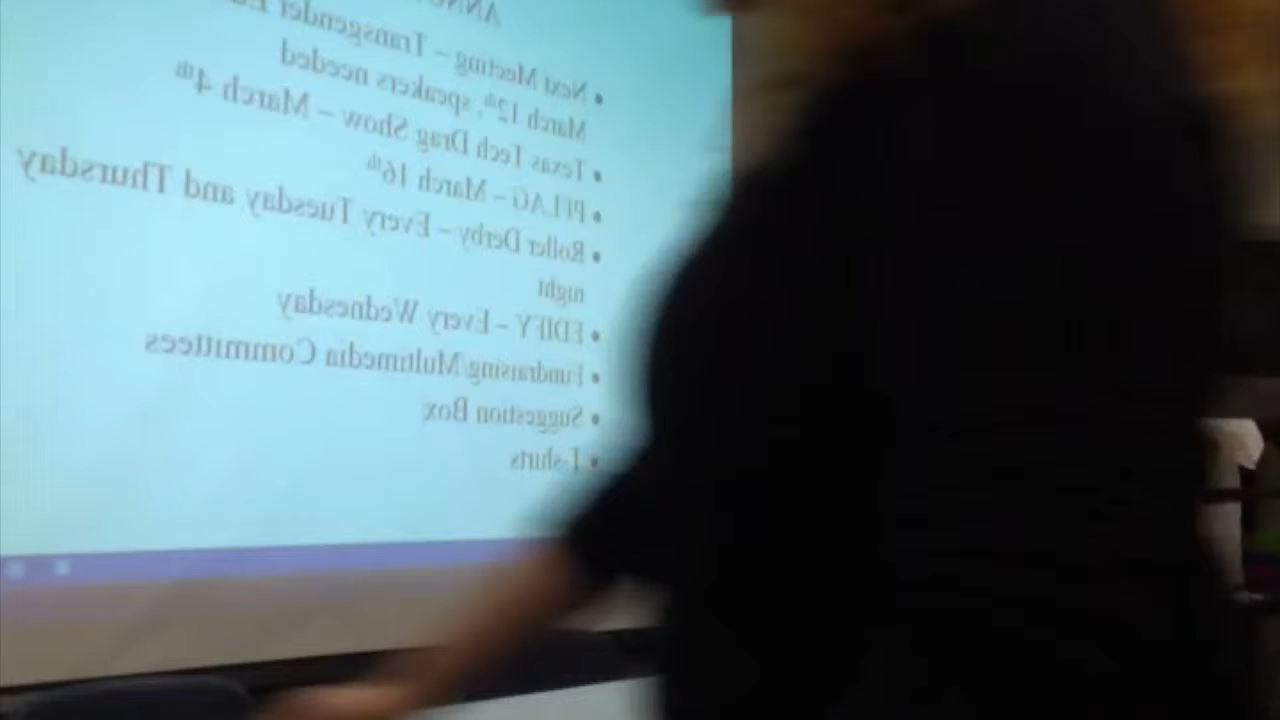 • Next Meeting – Transgender
March 12th, speakers needed
• Texas Tech Drag Show – March 4th
• PFLAG – March 16th
• Roller Derby – Every Tuesday and Thursday
night
• EDIFY – Every Wednesday
• Fundraising/Multimedia Committees
• Suggestion Box
• T-shirts